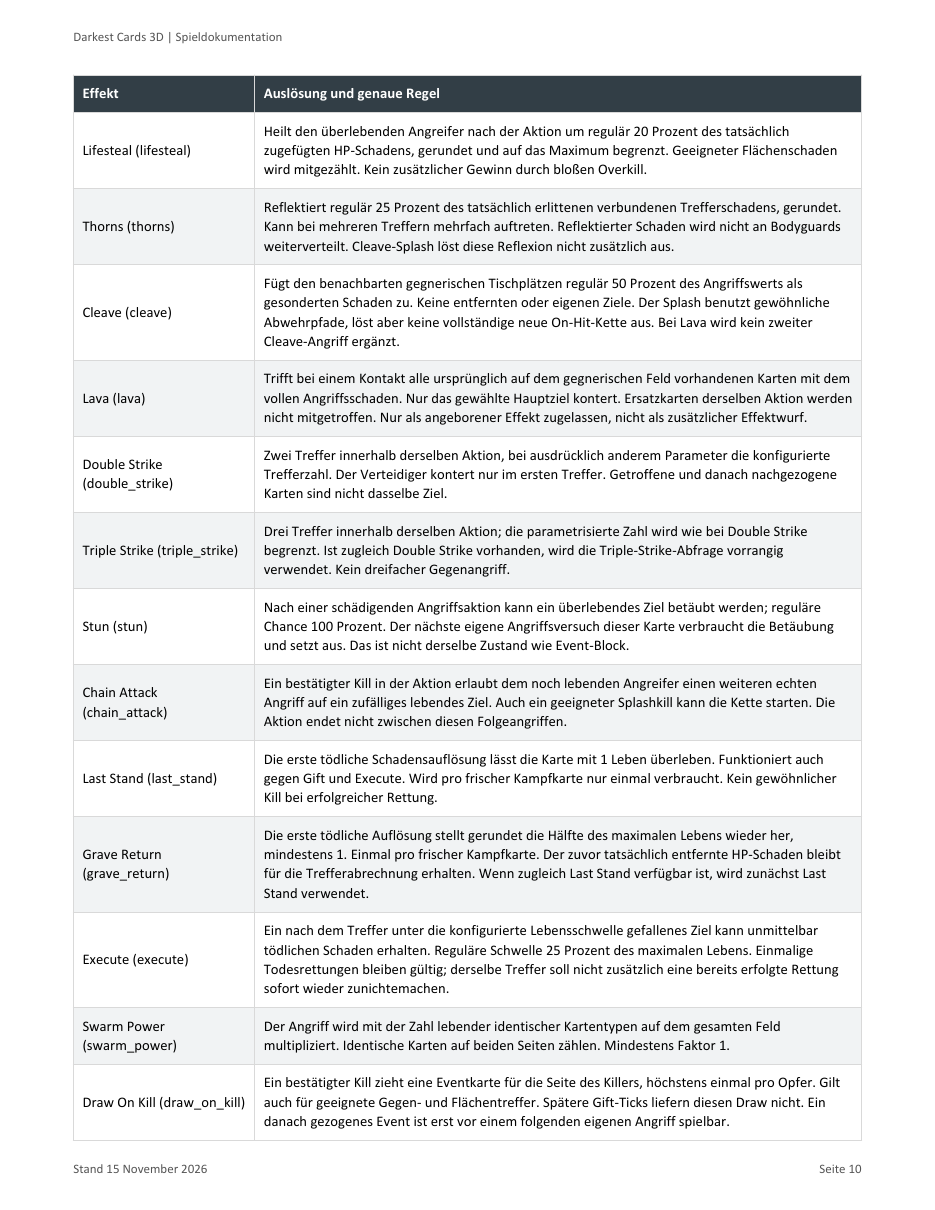 Darkest Cards 3D | Spieldokumentation
Effekt
Auslösung und genaue Regel
Lifesteal (lifesteal)
Heilt den überlebenden Angreifer nach der Aktion um regulär 20 Prozent des tatsächlich
zugefügten HP-Schadens, gerundet und auf das Maximum begrenzt. Geeigneter Flächenschaden
wird mitgezählt. Kein zusätzlicher Gewinn durch bloßen Overkill.
Thorns (thorns)
Reflektiert regulär 25 Prozent des tatsächlich erlittenen verbundenen Trefferschadens, gerundet.
Kann bei mehreren Treffern mehrfach auftreten. Reflektierter Schaden wird nicht an Bodyguards
weiterverteilt. Cleave-Splash löst diese Reflexion nicht zusätzlich aus.
Cleave (cleave)
Fügt den benachbarten gegnerischen Tischplätzen regulär 50 Prozent des Angriffswerts als
gesonderten Schaden zu. Keine entfernten oder eigenen Ziele. Der Splash benutzt gewöhnliche
Abwehrpfade, löst aber keine vollständige neue On-Hit-Kette aus. Bei Lava wird kein zweiter
Cleave-Angriff ergänzt.
Lava (lava)
Trifft bei einem Kontakt alle ursprünglich auf dem gegnerischen Feld vorhandenen Karten mit dem
vollen Angriffsschaden. Nur das gewählte Hauptziel kontert. Ersatzkarten derselben Aktion werden
nicht mitgetroffen. Nur als angeborener Effekt zugelassen, nicht als zusätzlicher Effektwurf.
Double Strike
(double_strike)
Zwei Treffer innerhalb derselben Aktion, bei ausdrücklich anderem Parameter die konfigurierte
Trefferzahl. Der Verteidiger kontert nur im ersten Treffer. Getroffene und danach nachgezogene
Karten sind nicht dasselbe Ziel.
Triple Strike (triple_strike)
Drei Treffer innerhalb derselben Aktion; die parametrisierte Zahl wird wie bei Double Strike
begrenzt. Ist zugleich Double Strike vorhanden, wird die Triple-Strike-Abfrage vorrangig
verwendet. Kein dreifacher Gegenangriff.
Stun (stun)
Nach einer schädigenden Angriffsaktion kann ein überlebendes Ziel betäubt werden; reguläre
Chance 100 Prozent. Der nächste eigene Angriffsversuch dieser Karte verbraucht die Betäubung
und setzt aus. Das ist nicht derselbe Zustand wie Event-Block.
Chain Attack
(chain_attack)
Ein bestätigter Kill in der Aktion erlaubt dem noch lebenden Angreifer einen weiteren echten
Angriff auf ein zufälliges lebendes Ziel. Auch ein geeigneter Splashkill kann die Kette starten. Die
Aktion endet nicht zwischen diesen Folgeangriffen.
Last Stand (last_stand)
Die erste tödliche Schadensauflösung lässt die Karte mit 1 Leben überleben. Funktioniert auch
gegen Gift und Execute. Wird pro frischer Kampfkarte nur einmal verbraucht. Kein gewöhnlicher
Kill bei erfolgreicher Rettung.
Grave Return
(grave_return)
Die erste tödliche Auflösung stellt gerundet die Hälfte des maximalen Lebens wieder her,
mindestens 1. Einmal pro frischer Kampfkarte. Der zuvor tatsächlich entfernte HP-Schaden bleibt
für die Trefferabrechnung erhalten. Wenn zugleich Last Stand verfügbar ist, wird zunächst Last
Stand verwendet.
Execute (execute)
Ein nach dem Treffer unter die konfigurierte Lebensschwelle gefallenes Ziel kann unmittelbar
tödlichen Schaden erhalten. Reguläre Schwelle 25 Prozent des maximalen Lebens. Einmalige
Todesrettungen bleiben gültig; derselbe Treffer soll nicht zusätzlich eine bereits erfolgte Rettung
sofort wieder zunichtemachen.
Swarm Power
(swarm_power)
Der Angriff wird mit der Zahl lebender identischer Kartentypen auf dem gesamten Feld
multipliziert. Identische Karten auf beiden Seiten zählen. Mindestens Faktor 1.
Draw On Kill (draw_on_kill)
Ein bestätigter Kill zieht eine Eventkarte für die Seite des Killers, höchstens einmal pro Opfer. Gilt
auch für geeignete Gegen- und Flächentreffer. Spätere Gift-Ticks liefern diesen Draw nicht. Ein
danach gezogenes Event ist erst vor einem folgenden eigenen Angriff spielbar.
Stand 15 November 2026
Seite 10